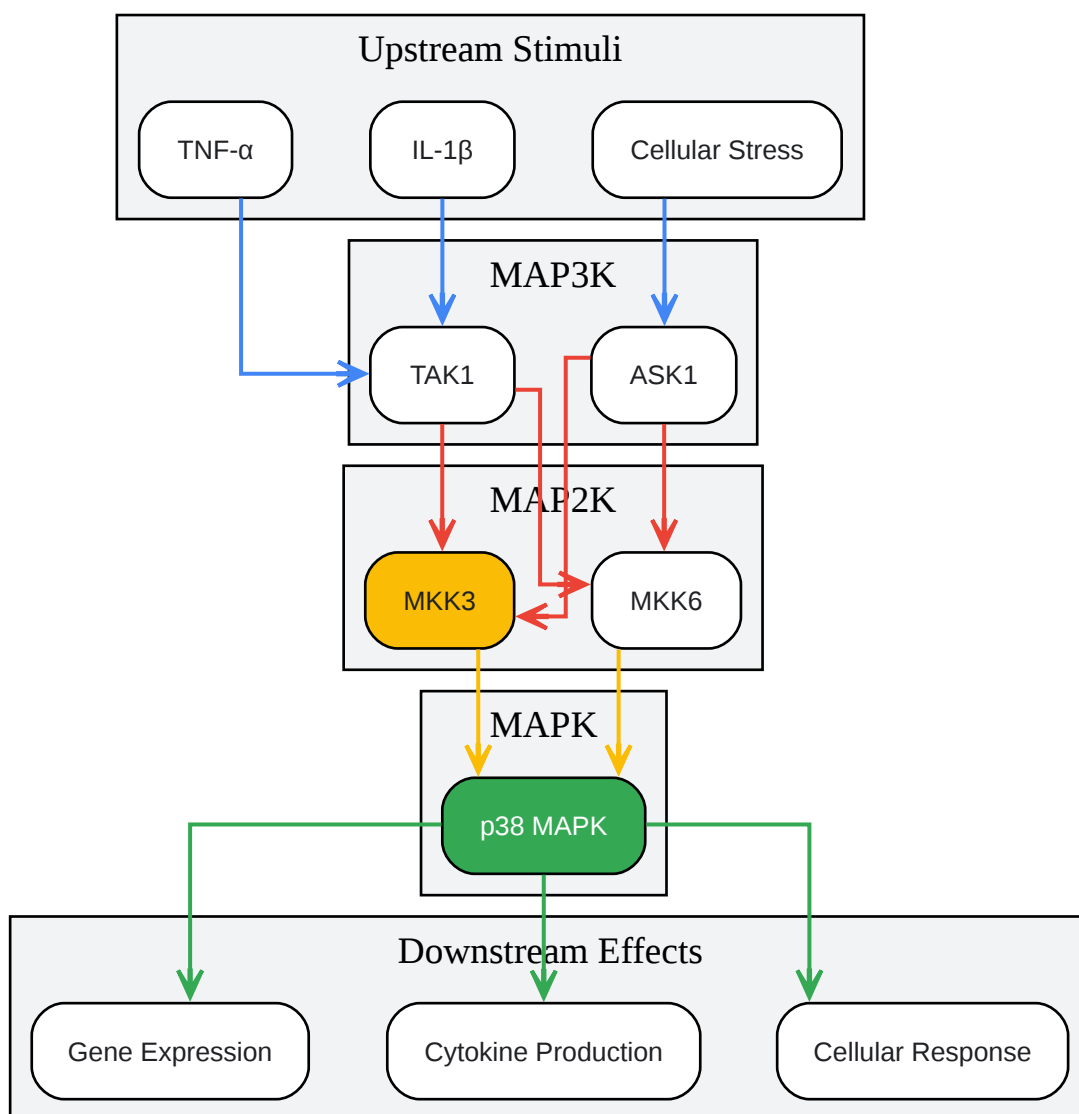 Upstream Stimuli
TNF-α
IL-1β
Cellular Stress
MAP3K
TAK1
ASK1
MAP2K
MKK3
MKK6
MAPK
p38 MAPK
Downstream Effects
Gene Expression
Cytokine Production
Cellular Response